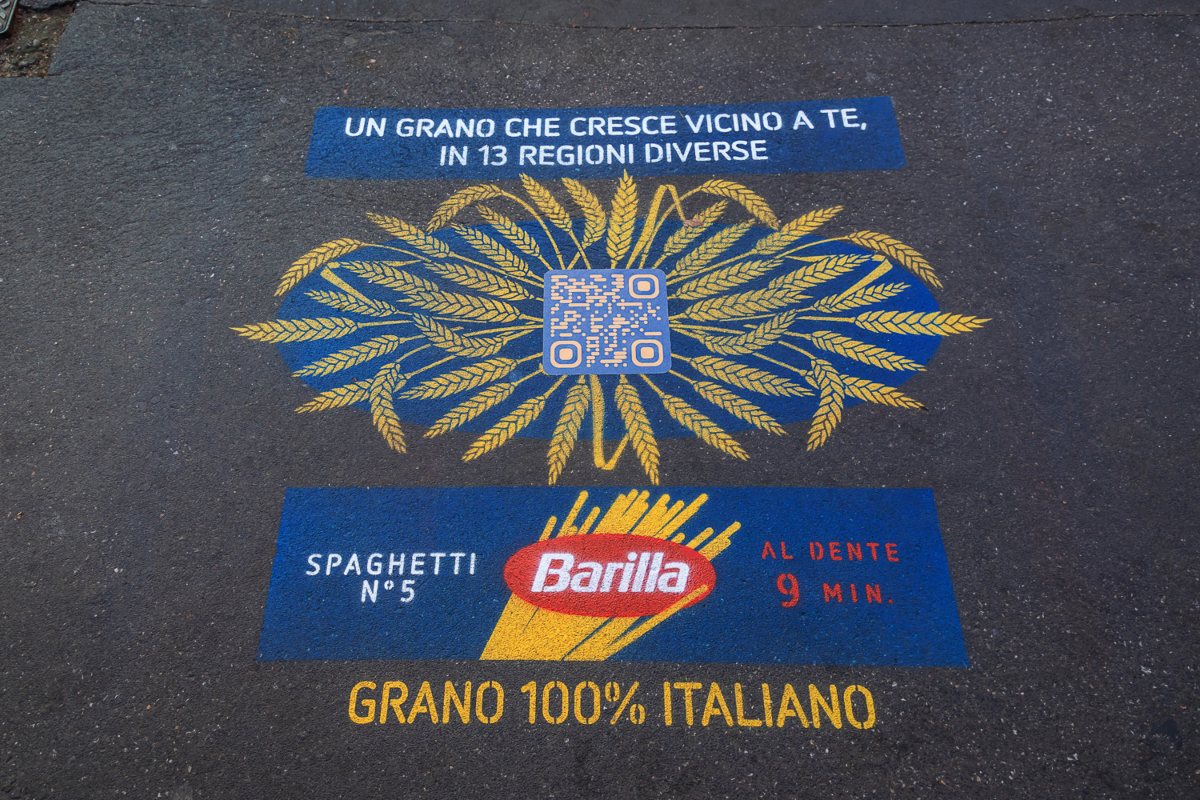 UN GRANO CHE CRESCE VICINO A TE,
IN 13 REGIONI DIVERSE
SPAGHETTI
N°5
Barilla
AL DENTE
9 MIN.
GRANO 100% ITALIANO